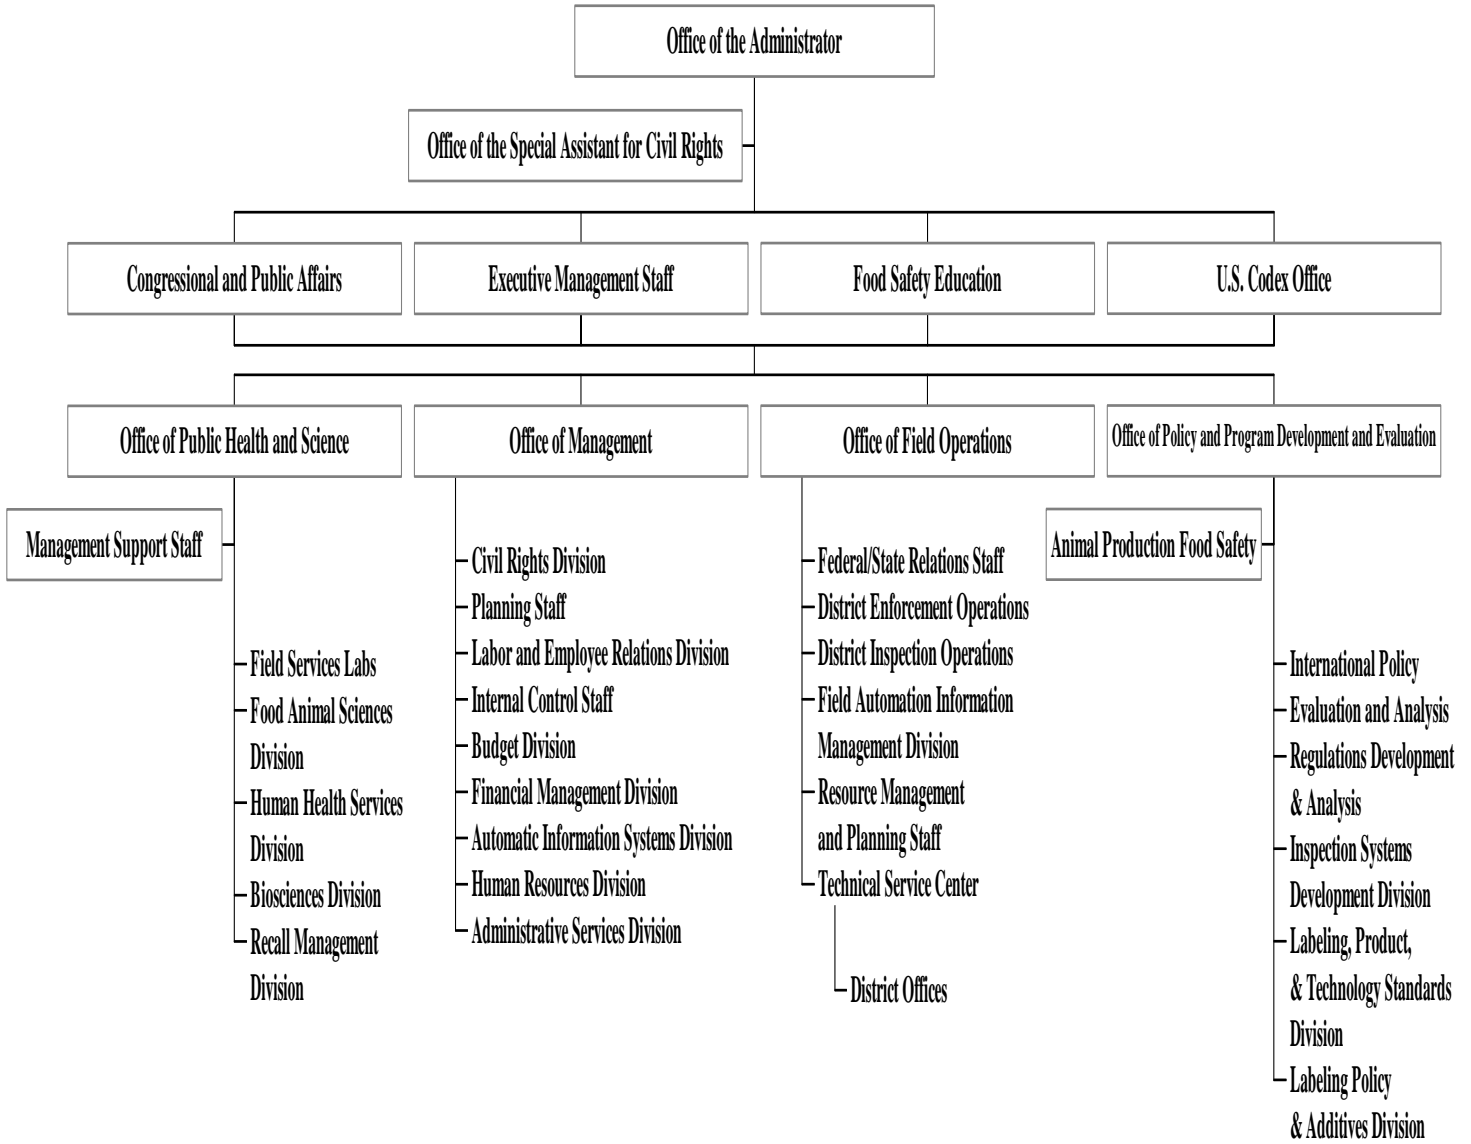 Office of the Administrator
Office of the Special Assistant for Civil Rights
Congressional and Public Affairs
Executive Management Staff
Food Safety Education
U.S. Codex Office
Office of Public Health and Science
Office of Management
Office of Field Operations
Office of Policy and Program Development and Evaluation
Management Support Staff
Field Services Labs
Food Animal Sciences
Division
Human Health Services
Division
Biosciences Division
Recall Management
Division
Civil Rights Division
Planning Staff
Labor and Employee Relations Division
Internal Control Staff
Budget Division
Financial Management Division
Automatic Information Systems Division
Human Resources Division
Administrative Services Division
Federal/State Relations Staff
District Enforcement Operations
District Inspection Operations
Field Automation Information
Management Division
Resource Management
and Planning Staff
Technical Service Center
District Offices
Animal Production Food Safety
International Policy
Evaluation and Analysis
Regulations Development
& Analysis
Inspection Systems
Development Division
Labeling, Product,
& Technology Standards
Division
Labeling Policy
& Additives Division